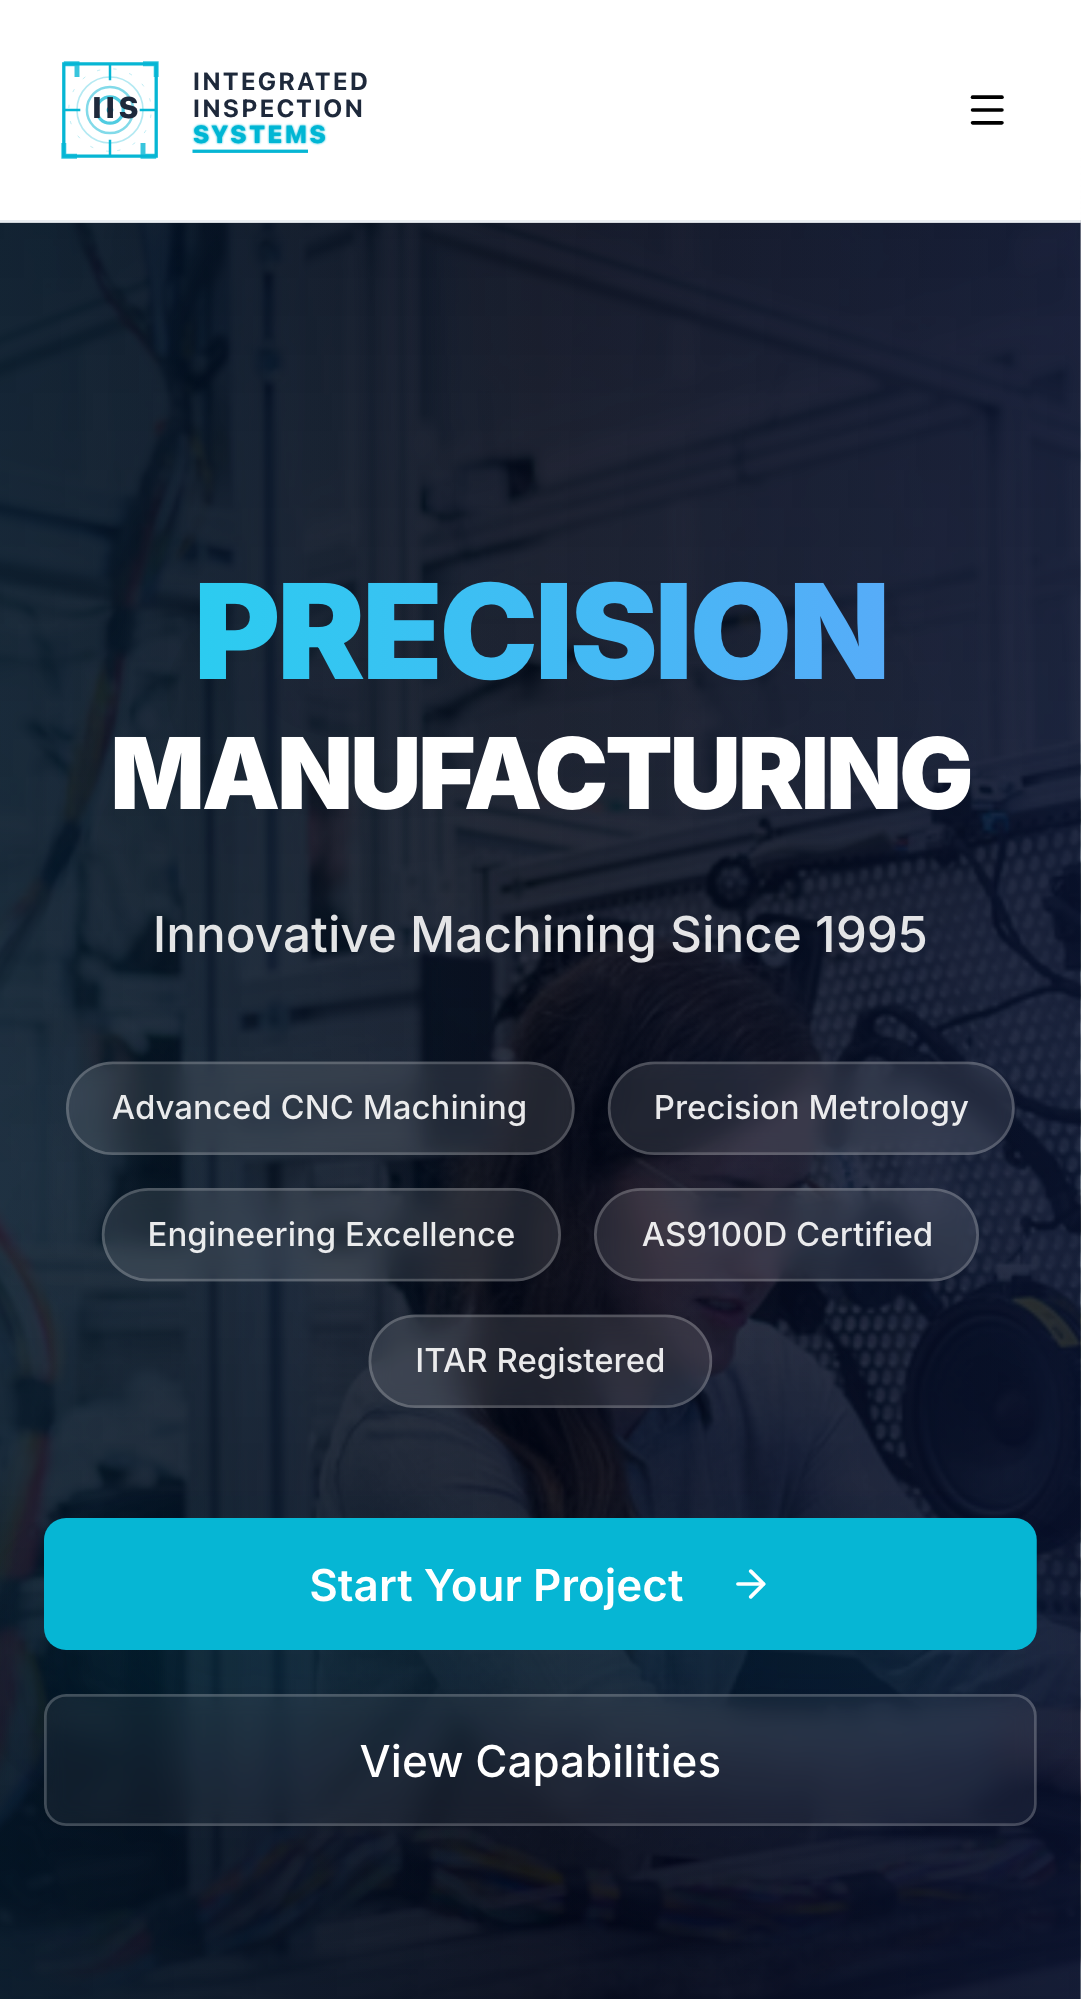 IIS
INTEGRATED
INSPECTION
SYSTEMS
PRECISION
MANUFACTURING
Innovative Machining Since 1995
Advanced CNC Machining
Precision Metrology
Engineering Excellence
AS9100D Certified
ITAR Registered
Start Your Project →
View Capabilities